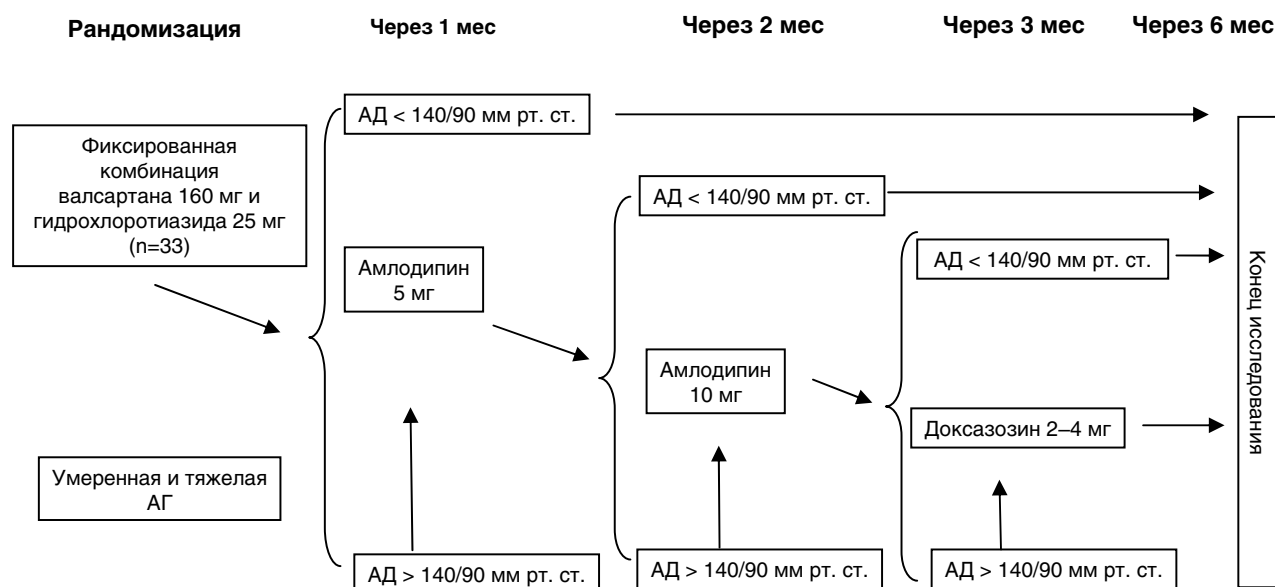 Рандомизация
Через 1 мес
Через 2 мес
Через 3 мес
Через 6 мес
АД < 140/90 мм рт. ст.
Фиксированная
комбинация
валсартана 160 мг и
гидрохлоротиазида 25 мг
(n=33)
АД < 140/90 мм рт. ст.
АД < 140/90 мм рт. ст.
Амлодипин
5 мг
Амлодипин
10 мг
Доксазозин 2–4 мг
Конец исследования
Умеренная и тяжелая
АГ
АД > 140/90 мм рт. ст.
АД > 140/90 мм рт. ст.
АД > 140/90 мм рт. ст.